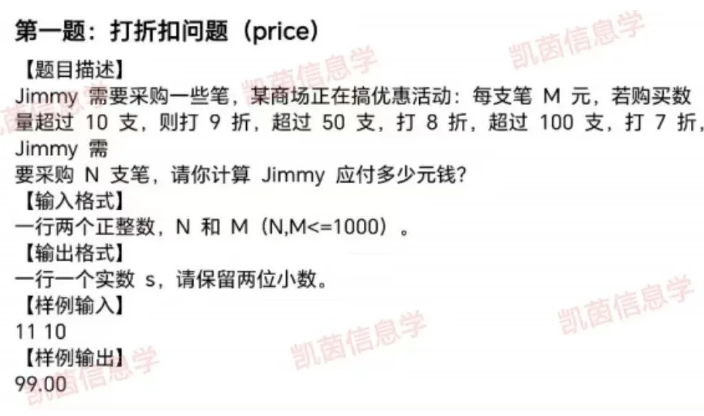 第一题：打折扣问题（price）
【题目描述】
Jimmy 需要采购一些笔，某商场正在搞优惠活动：每支笔 M 元，若购买数
量超过 10 支，则打 9 折，超过 50 支，打 8 折，超过 100 支，打 7 折，
Jimmy 需
要采购 N 支笔，请你计算 Jimmy 应付多少元钱？
【输入格式】
一行两个正整数，N 和 M（N,M<=1000）。
【输出格式】
一行一个实数 s，请保留两位小数。
【样例输入】
11 10
【样例输出】
99.00
凯茵信息学
凯茵信息学
凯茵信息学
凯茵信息学
凯茵信息学
凯茵信息学